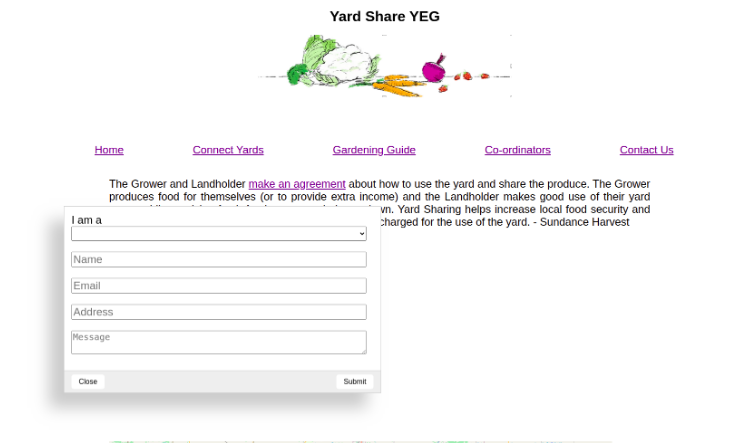 Yard Share YEG
Home Connect Yards Gardening Guide Co-ordinators Contact Us
The Grower and Landholder make an agreement about how to use the yard and share the produce. The Grower
produces food for themselves (or to provide extra income) and the Landholder makes good use of their yard
Yard Sharing helps increase local food security and
charged for the use of the yard. - Sundance Harvest
I am a
Name
Email
Address
Message
Close Submit